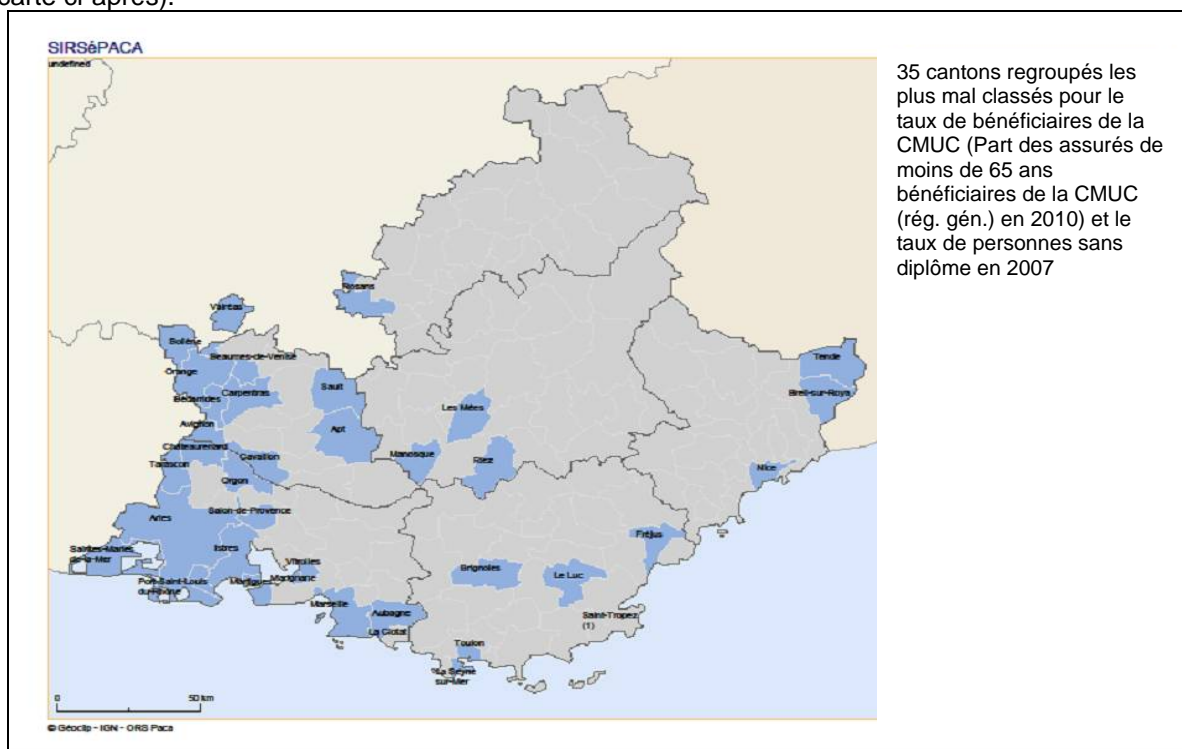 carte ci-après).
SIRSéPACA
undefined
35 cantons regroupés les
plus mal classés pour le
taux de bénéficiaires de la
CMUC (Part des assurés de
moins de 65 ans
bénéficiaires de la CMUC
(rég. gén.) en 2010) et le
taux de personnes sans
diplôme en 2007
Rosans
Valréas
Bollène
Beaumes-de-Venise
Orange
Tende
Sault
Carpentras
Breil-sur-Roya
Bédarrides
Les Mées
Avignon
Apt
Châteaurenard
Manosque
Cavaillon
Riez
Tarascon
Nice
Orgon
Salon-de-Provence
Arles
Fréjus
Istres
Saintes-Maries
de-la-Mer
Vitrolles
Brignoles
Le Luc
Port-Saint-Louis
du-Rhône
Martigues
Marignane
Marseille
Aubagne
Saint-Tropez
(1)
La Ciotat
Toulon
La Seyne
sur-Mer
0
50 km
© Géoclip - IGN - ORS Paca